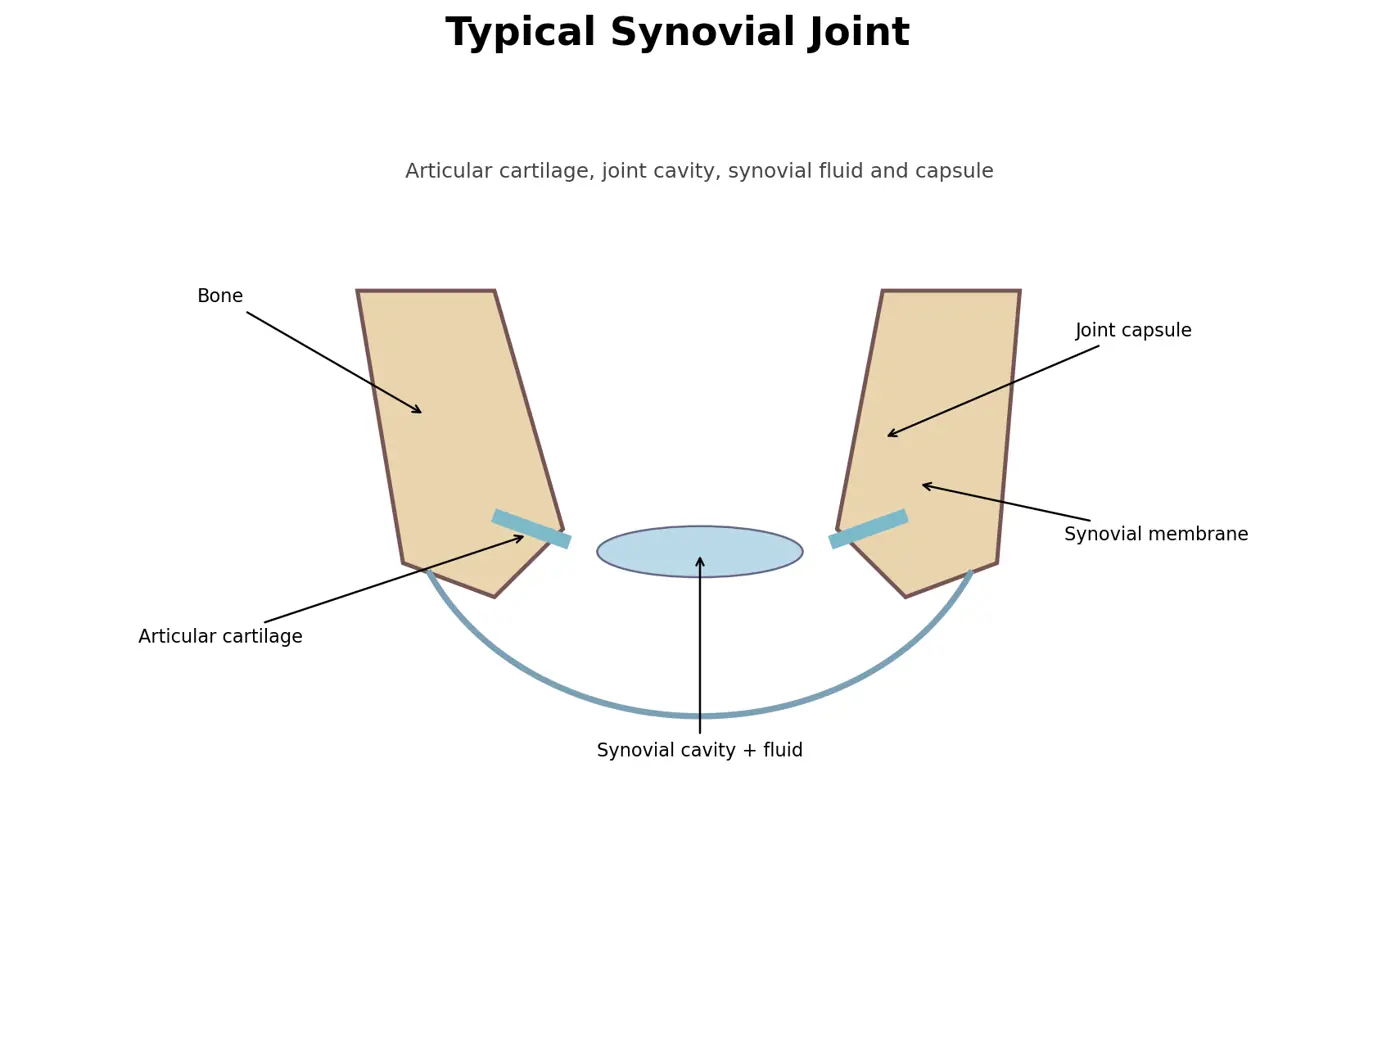 Typical Synovial Joint
Articular cartilage, joint cavity, synovial fluid and capsule
Bone
Joint capsule
Synovial membrane
Articular cartilage
Synovial cavity + fluid